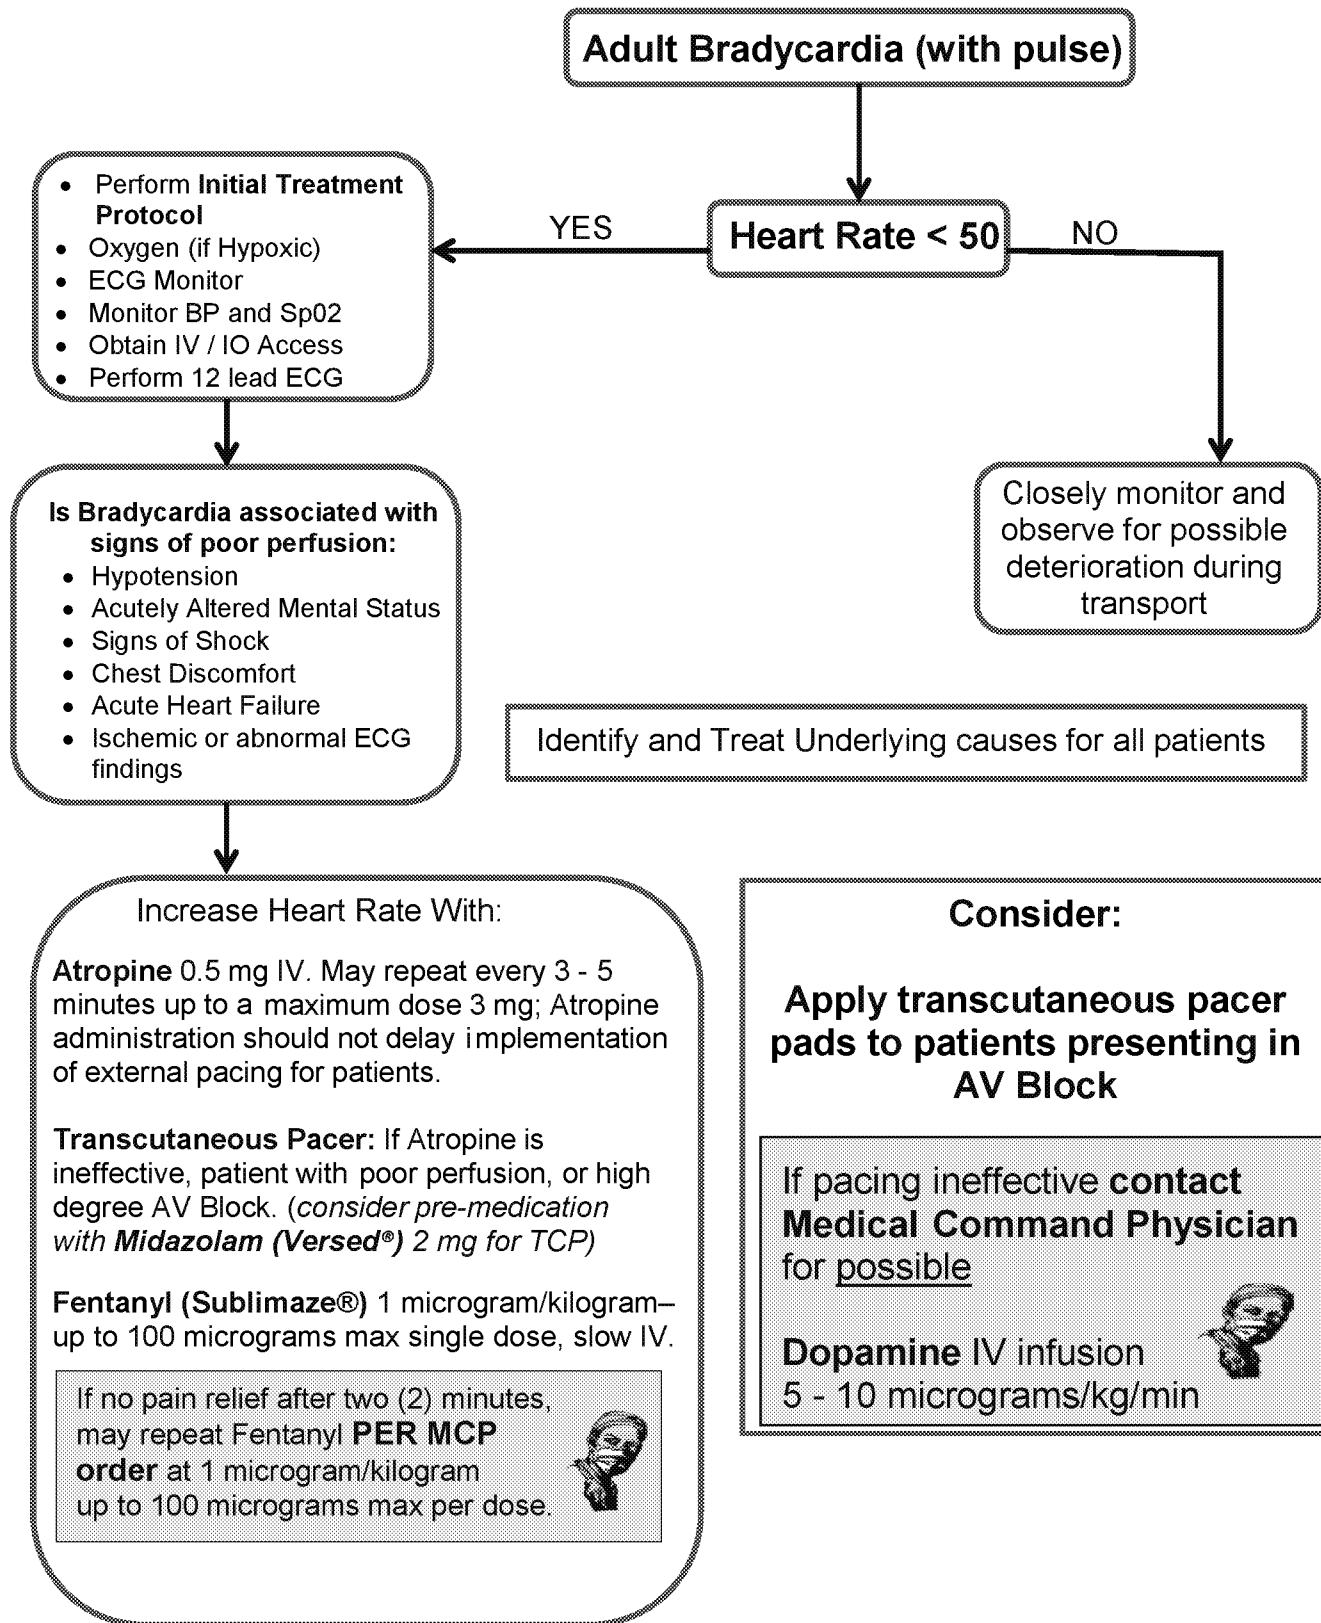 Adult Bradycardia (with pulse)
Heart Rate < 50
YES
NO
• Perform Initial Treatment
Protocol
• Oxygen (if Hypoxic)
• ECG Monitor
• Monitor BP and Sp02
• Obtain IV / IO Access
• Perform 12 lead ECG
Is Bradycardia associated with
signs of poor perfusion:
• Hypotension
• Acutely Altered Mental Status
• Signs of Shock
• Chest Discomfort
• Acute Heart Failure
• Ischemic or abnormal ECG
findings
Closely monitor and
observe for possible
deterioration during
transport
Identify and Treat Underlying causes for all patients
Increase Heart Rate With:
Atropine 0.5 mg IV. May repeat every 3 - 5
minutes up to a maximum dose 3 mg; Atropine
administration should not delay implementation
of external pacing for patients.
Transcutaneous Pacer: If Atropine is
ineffective, patient with poor perfusion, or high
degree AV Block. (consider pre-medication
with Midazolam (Versed®) 2 mg for TCP)
Fentanyl (Sublimaze®) 1 microgram/kilogram–
up to 100 micrograms max single dose, slow IV.
If no pain relief after two (2) minutes,
may repeat Fentanyl PER MCP
order at 1 microgram/kilogram
up to 100 micrograms max per dose.
Consider:
Apply transcutaneous pacer
pads to patients presenting in
AV Block
If pacing ineffective contact
Medical Command Physician
for possible
Dopamine IV infusion
5 - 10 micrograms/kg/min